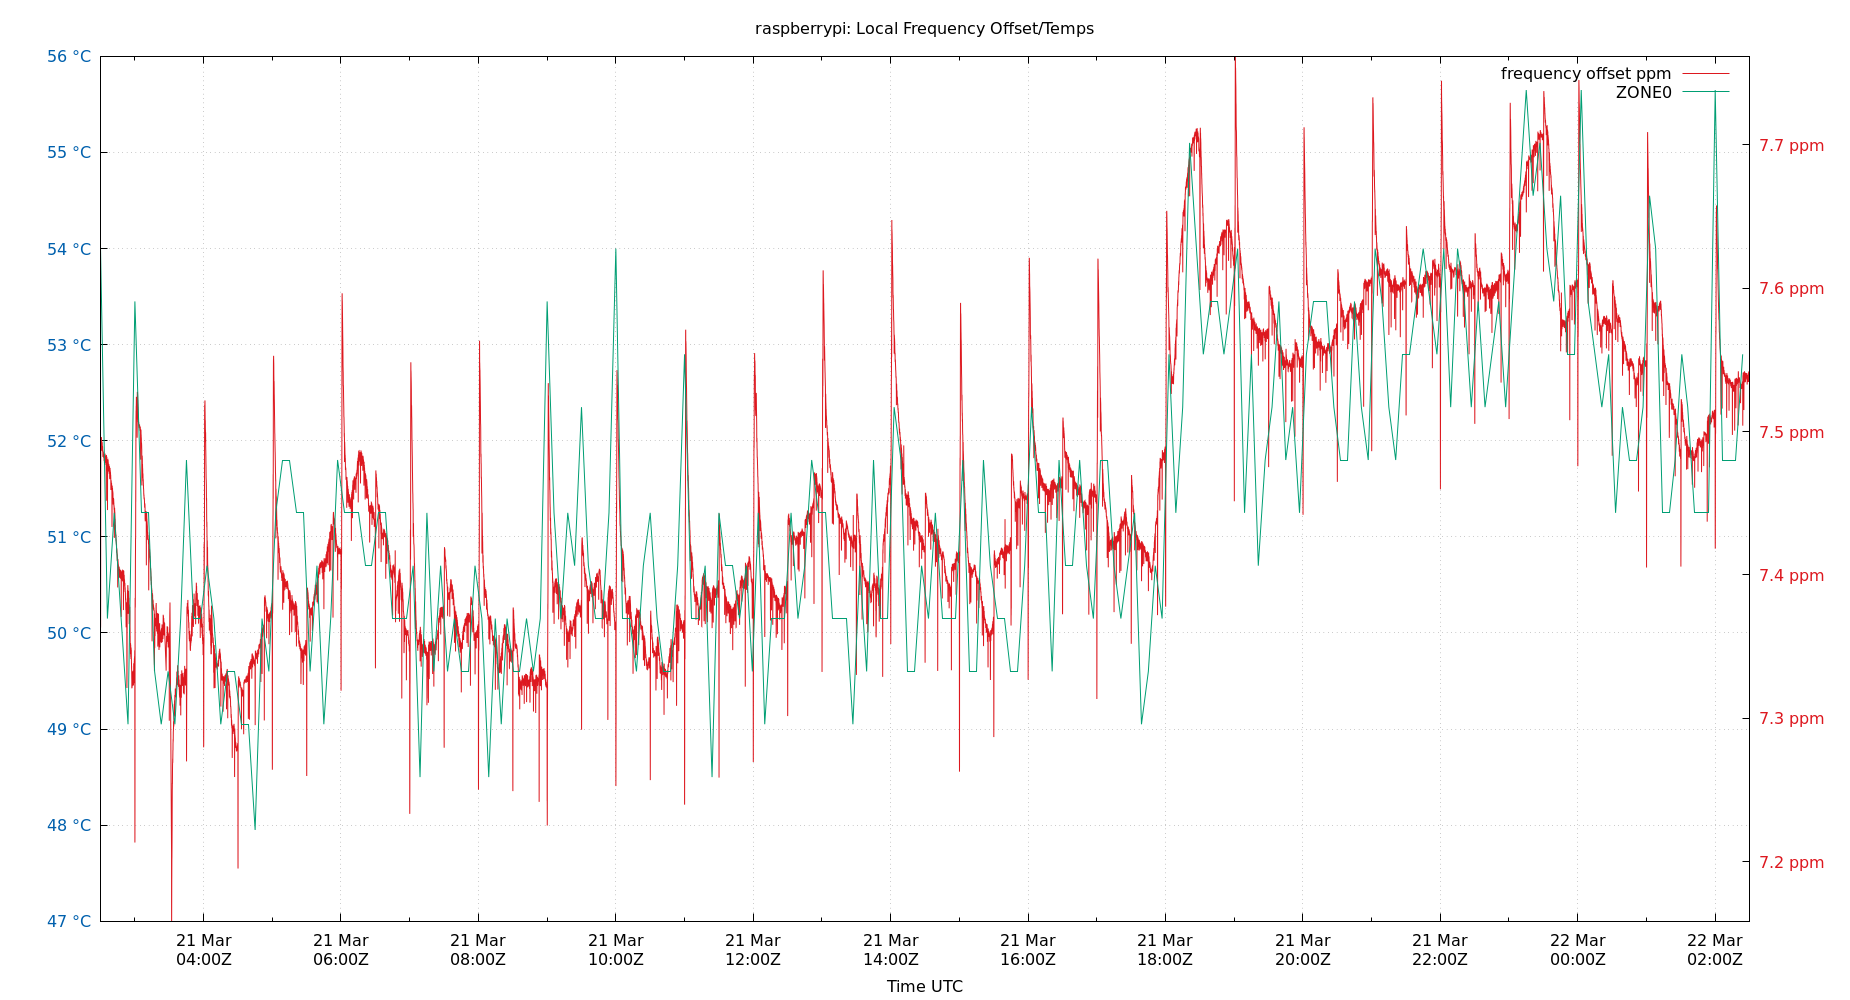 raspberrypi: Local Frequency Offset/Temps
56 °C
55 °C
54 °C
53 °C
52 °C
51 °C
50 °C
49 °C
48 °C
47 °C
frequency offset ppm
ZONE0
7.7 ppm
7.6 ppm
7.5 ppm
7.4 ppm
7.3 ppm
7.2 ppm
21 Mar 21 Mar 21 Mar 21 Mar 21 Mar 21 Mar 21 Mar 21 Mar 21 Mar 21 Mar 22 Mar 22 Mar
04:00Z 06:00Z 08:00Z 10:00Z 12:00Z 14:00Z 16:00Z 18:00Z 20:00Z 22:00Z 00:00Z 02:00Z
Time UTC